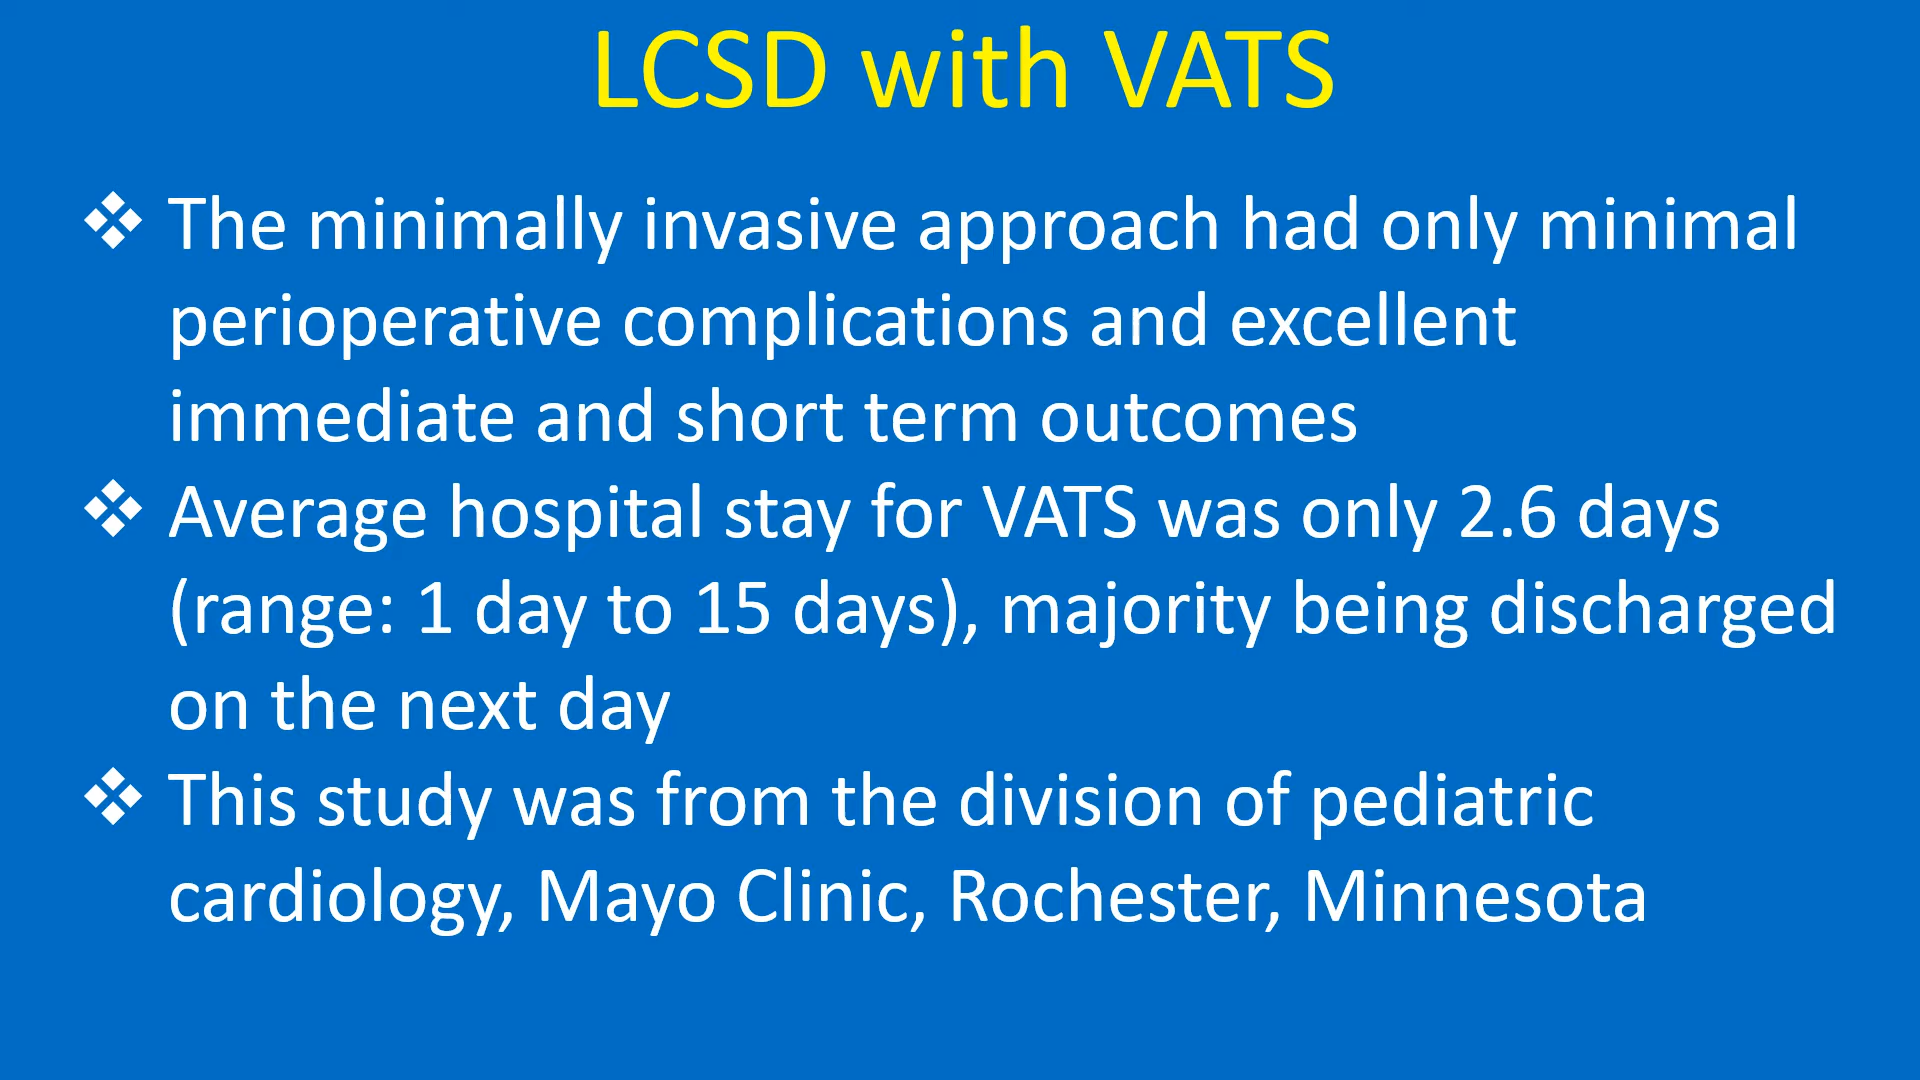 LCSD with VATS
❖ The minimally invasive approach had only minimal
perioperative complications and excellent
immediate and short term outcomes
❖ Average hospital stay for VATS was only 2.6 days
(range: 1 day to 15 days), majority being discharged
on the next day
❖ This study was from the division of pediatric
cardiology, Mayo Clinic, Rochester, Minnesota